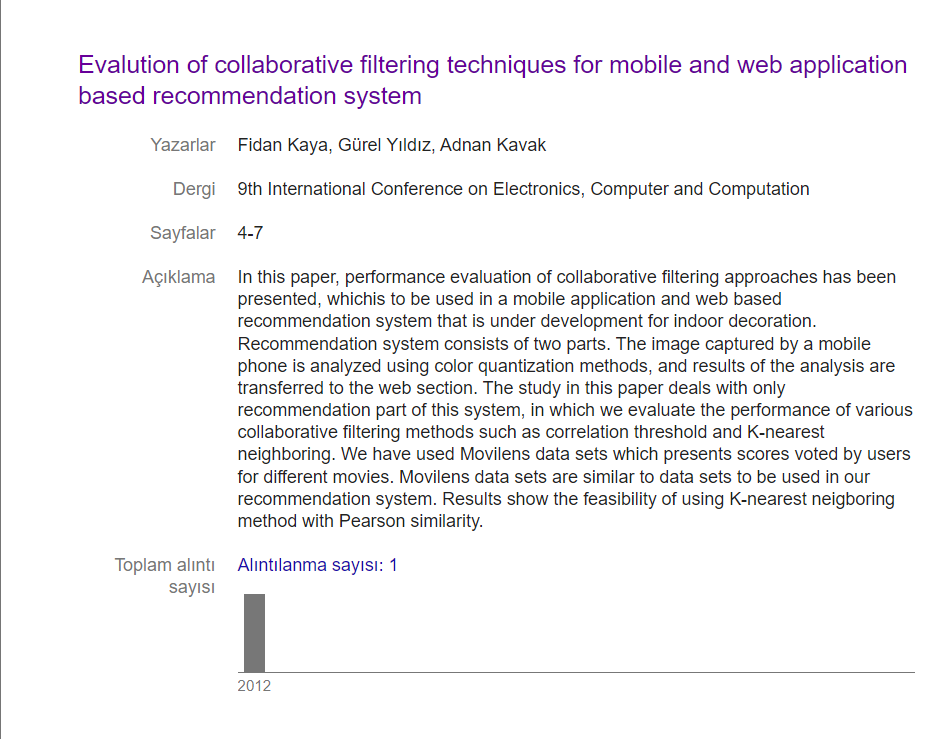 Evalution of collaborative filtering techniques for mobile and web application
based recommendation system
Yazarlar Fidan Kaya, Gürel Yıldız, Adnan Kavak
Dergi 9th International Conference on Electronics, Computer and Computation
Sayfalar 4-7
Açıklama In this paper, performance evaluation of collaborative filtering approaches has been
presented, whichis to be used in a mobile application and web based
recommendation system that is under development for indoor decoration.
Recommendation system consists of two parts. The image captured by a mobile
phone is analyzed using color quantization methods, and results of the analysis are
transferred to the web section. The study in this paper deals with only
recommendation part of this system, in which we evaluate the performance of various
collaborative filtering methods such as correlation threshold and K-nearest
neighboring. We have used Movilens data sets which presents scores voted by users
for different movies. Movilens data sets are similar to data sets to be used in our
recommendation system. Results show the feasibility of using K-nearest neigboring
method with Pearson similarity.
Toplam alıntı Alıntılanma sayısı: 1
sayısı
2012